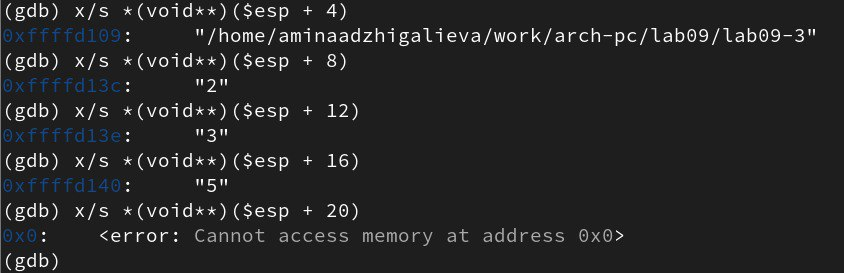 (gdb) x/s *(void**)($esp + 4)
0xffffd109:     "/home/aminaadzhigalieva/work/arch-pc/lab09/lab09-3"
(gdb) x/s *(void**)($esp + 8)
0xffffd13c:     "2"
(gdb) x/s *(void**)($esp + 12)
0xffffd13e:     "3"
(gdb) x/s *(void**)($esp + 16)
0xffffd140:     "5"
(gdb) x/s *(void**)($esp + 20)
0x0:    <error: Cannot access memory at address 0x0>
(gdb)